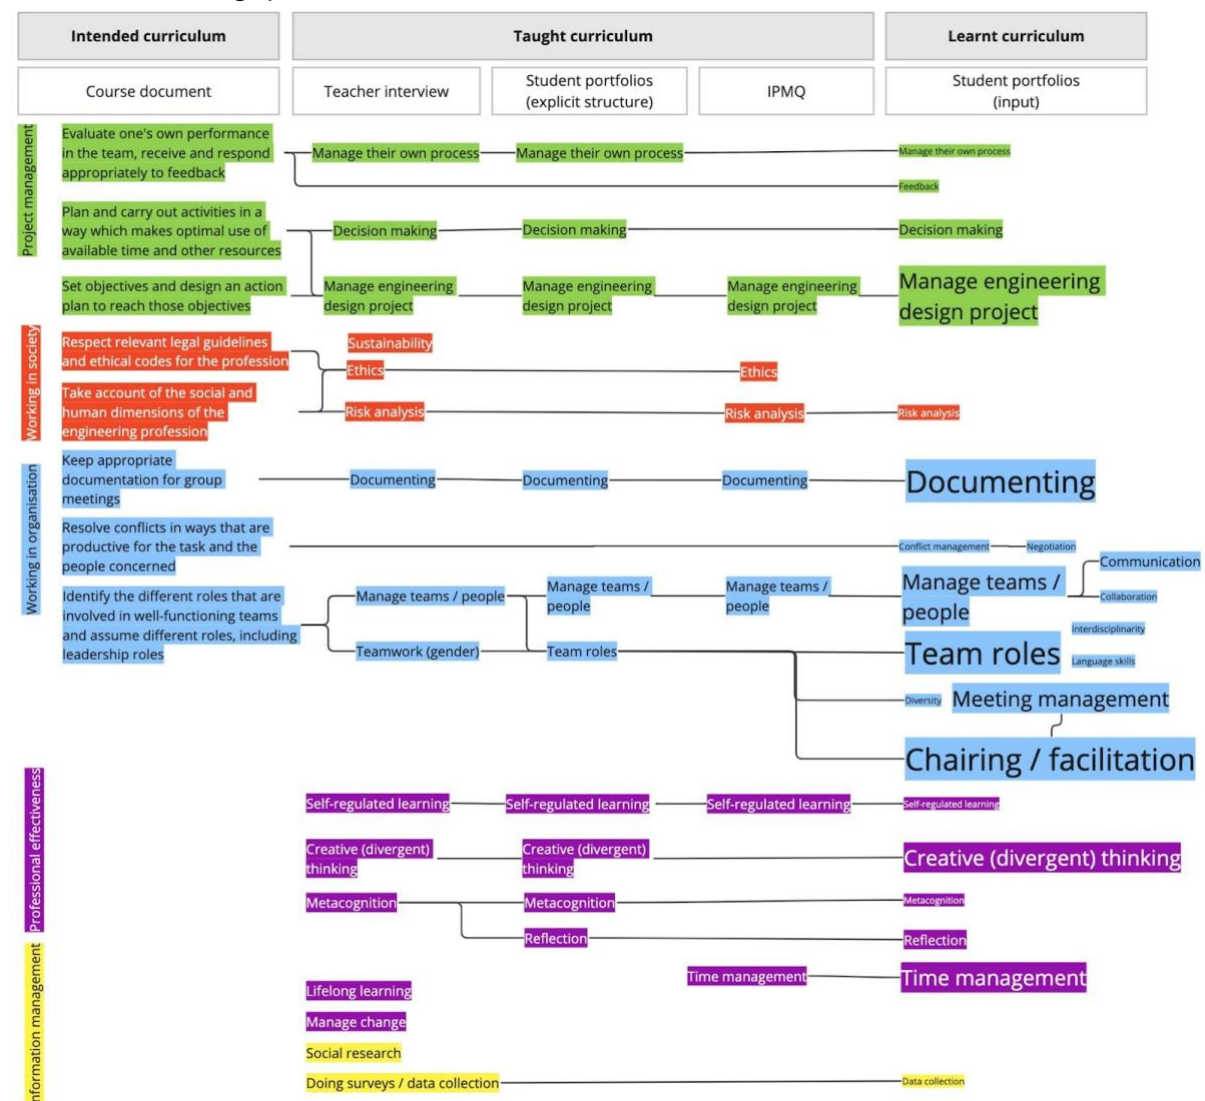 Intended curriculum
Taught curriculum
Learnt curriculum
Course document
Teacher interview
Student portfolios
(explicit structure)
IPMQ
Student portfolios
(input)
Project management
Evaluate one's own performance
in the team, receive and respond
appropriately to feedback
Manage their own process
Manage their own process
Manage their own process
Feedback
Plan and carry out activities in a
way which makes optimal use of
available time and other resources
Decision making
Decision making
Decision making
Set objectives and design an action
plan to reach those objectives
Manage engineering
design project
Manage engineering
design project
Manage engineering
design project
Manage engineering
design project
Working in society
Respect relevant legal guidelines
and ethical codes for the profession
Sustainability
Ethics
Ethics
Take account of the social and
human dimensions of the
engineering profession
Risk analysis
Risk analysis
Risk analysis
Working in organisation
Keep appropriate
documentation for group
meetings
Documenting
Documenting
Documenting
Documenting
Resolve conflicts in ways that are
productive for the task and the
people concerned
Conflict management
Negotiation
Identify the different roles that are
involved in well-functioning teams
and assume different roles, including
leadership roles
Manage teams / people
Manage teams /
people
Manage teams /
people
Manage teams /
people
Communication
Collaboration
Interdisciplinarity
Teamwork (gender)
Team roles
Team roles
Language skills
Diversity
Meeting management
Chairing / facilitation
Professional effectiveness
Self-regulated learning
Self-regulated learning
Self-regulated learning
Self-regulated learning
Creative (divergent)
thinking
Creative (divergent)
thinking
Creative (divergent) thinking
Metacognition
Metacognition
Metacognition
Reflection
Reflection
Time management
Time management
Lifelong learning
Manage change
nformation management
Social research
Doing surveys / data collection
Data collection